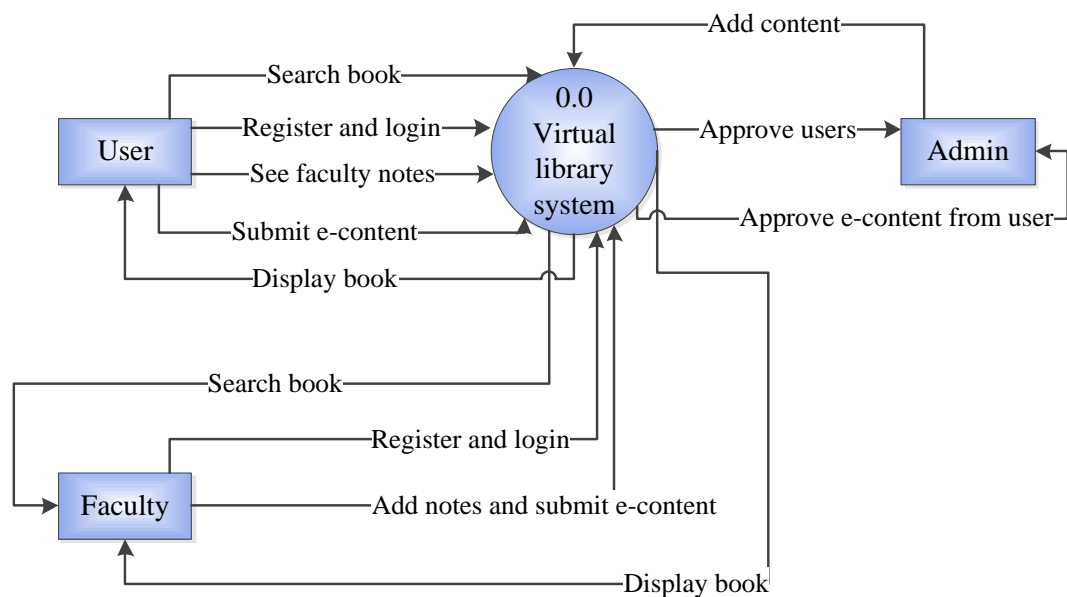 Add content
Search book
0.0
Virtual
library
system
Register and login
Approve users
User
Admin
See faculty notes
Submit e-content
Approve e-content from user
Display book
Search book
Register and login
Faculty
Add notes and submit e-content
Display book